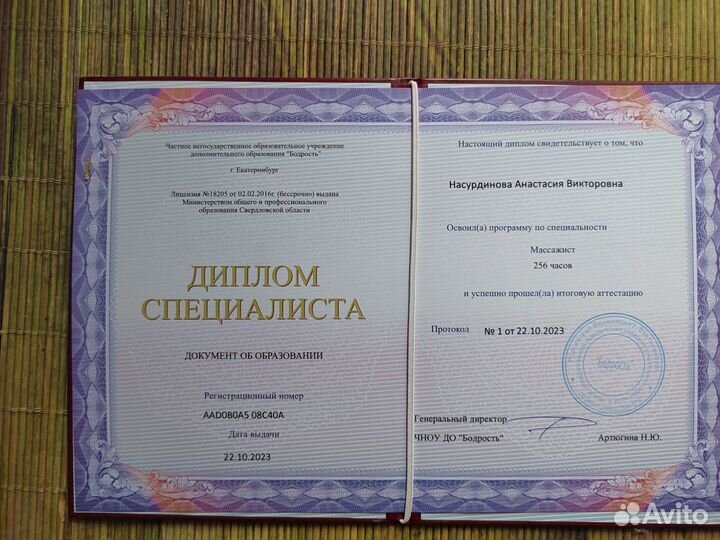 Частное негосударственное образовательное учреждение
дополнительного образования "Бодрость"
г. Екатеринбург
Лицензия №18205 от 02.02.2016г. (бессрочно) выдана
Министерством общего и профессионального
образования Свердловской области
ДИПЛОМ
СПЕЦИАЛИСТА
ДОКУМЕНТ ОБ ОБРАЗОВАНИИ
Регистрационный номер
AAD0B0A5 08C40A
Дата выдачи
22.10.2023
Настоящий диплом свидетельствует о том, что
Насурдинова Анастасия Викторовна
Освоил(а) программу по специальности
Массажист
256 часов
и успешно прошел(ла) итоговую аттестацию
Протокол № 1 от 22.10.2023
"Бодрость"
Генеральный директор
ЧНОУ ДО "Бодрость" Артюгина Н.Ю.
Avito